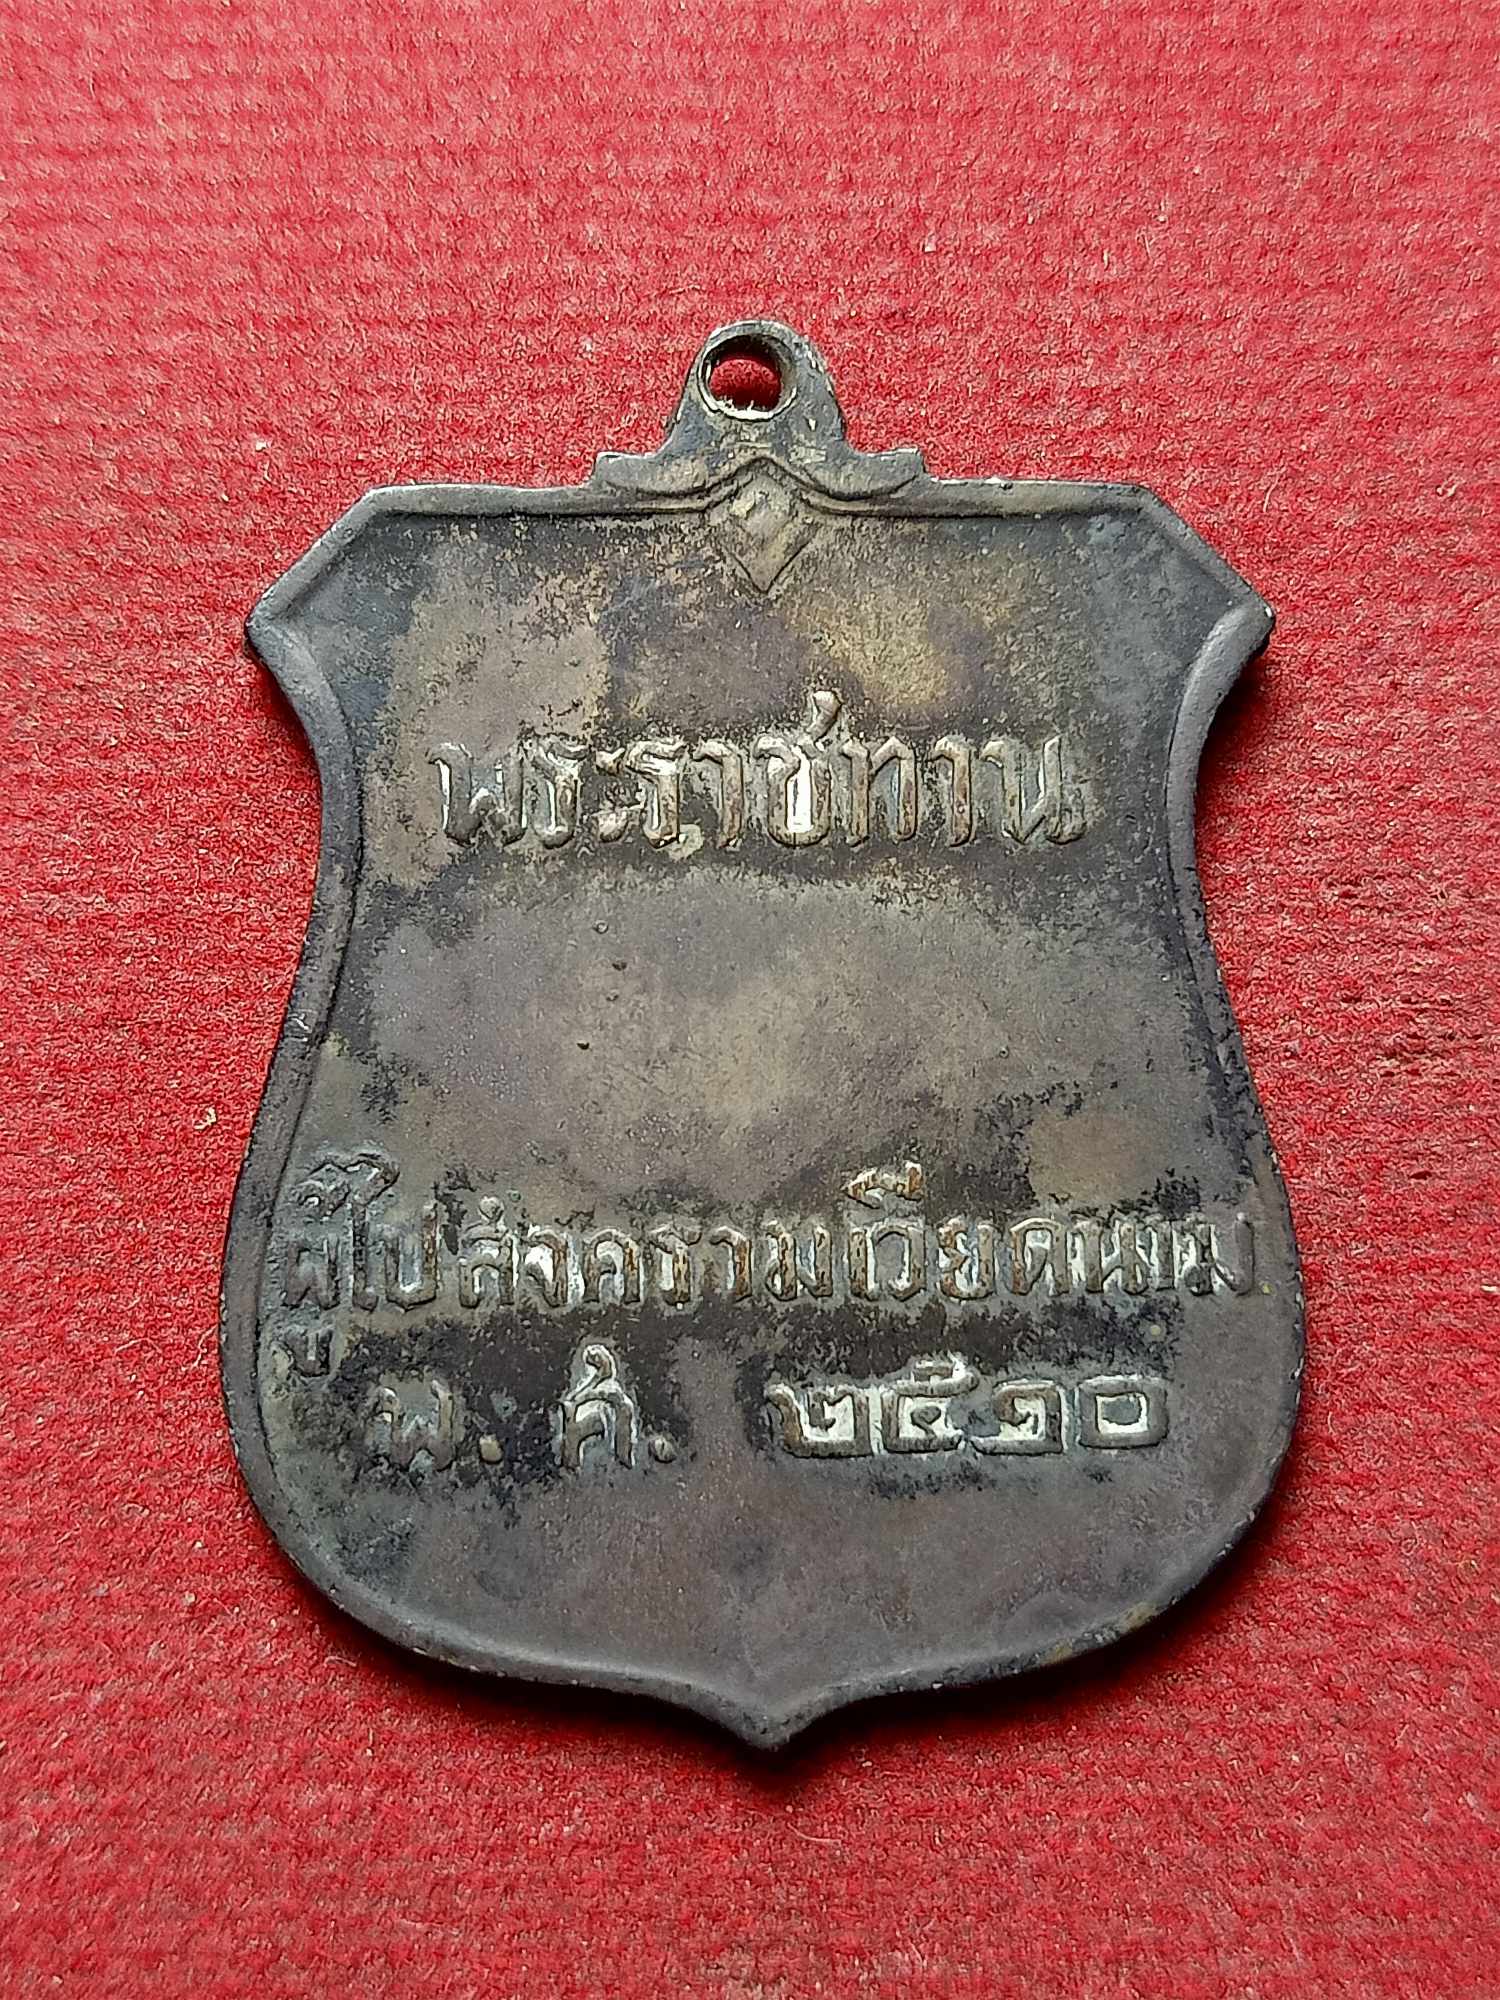 พระราชทาน
ผู้ไปสงครามเวียดนาม
พ.ศ. ๒๕๑๐